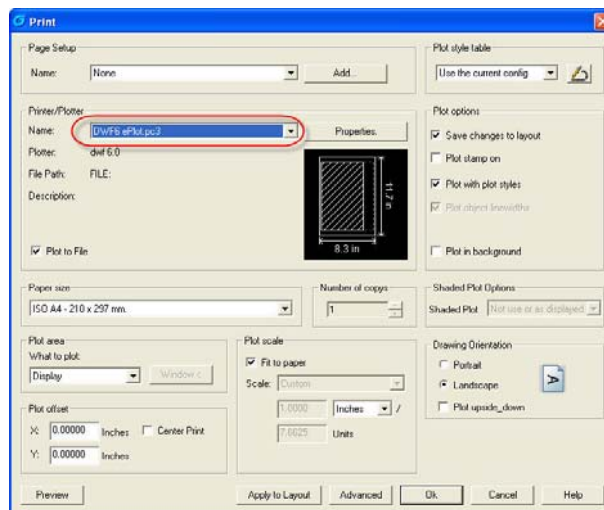 Print
Page Setup
Name: None Add...
Plot style table
Use the current config
Printer/Plotter
Name: DWF6 ePlot.pc3 Properties.
Plotter: dwf 6.0
File Path: FILE:
Description:
Plot to File
11.7 in
8.3 in
Plot options
Save changes to layout
Plot stamp on
Plot with plot styles
Plot object linewidths
Plot in background
Paper size
ISO A4 - 210 x 297 mm.
Number of copys
1
Shaded Plot Options
Shaded Plot Not use or as displayed
Plot area
What to plot:
Display Window <
Plot scale
Fit to paper
Scale: Custom
1.0000 Inches /
7.6625 Units
Drawing Orientation
Portrait
Landscape
A
Plot upside_down
Plot offset
X: 0.00000 Inches Center Print
Y: 0.00000 Inches
Preview Apply to Layout Advanced Ok Cancel Help